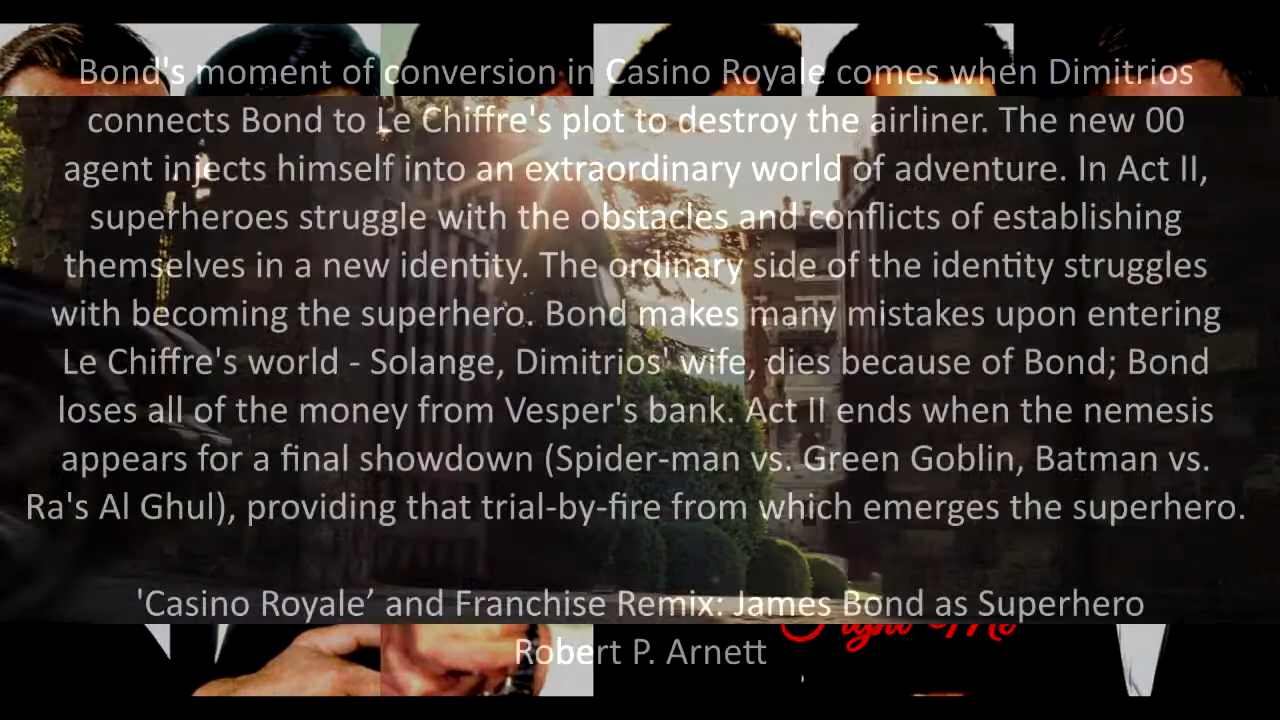 Bond's moment of conversion in Casino Royale comes when Dimitrios
connects Bond to Le Chiffre's plot to destroy the airliner. The new 00
agent injects himself into an extraordinary world of adventure. In Act II,
superheroes struggle with the obstacles and conflicts of establishing
themselves in a new identity. The ordinary side of the identity struggles
with becoming the superhero. Bond makes many mistakes upon entering
Le Chiffre's world - Solange, Dimitrios' wife, dies because of Bond; Bond
loses all of the money from Vesper's bank. Act II ends when the nemesis
appears for a final showdown (Spider-man vs. Green Goblin, Batman vs.
Ra's Al Ghul), providing that trial-by-fire from which emerges the superhero.
'Casino Royale’ and Franchise Remix: James Bond as Superhero
Robert P. Arnett